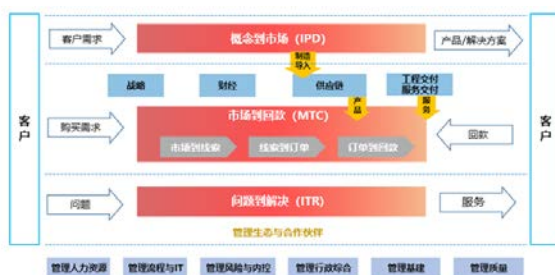 客户需求
概念到市场（IPD）
产品/解决方案
制造
导入
战略
财经
供应链
工程交付
服务交付
客户
购买需求
市场到回款（MTC）
产品
服务
回款
客户
市场到线索
线索到订单
订单到回款
问题
问题到解决（ITR）
服务
管理生态与合作伙伴
管理人力资源
管理流程与IT
管理风险与内控
管理行政综合
管理基建
管理质量